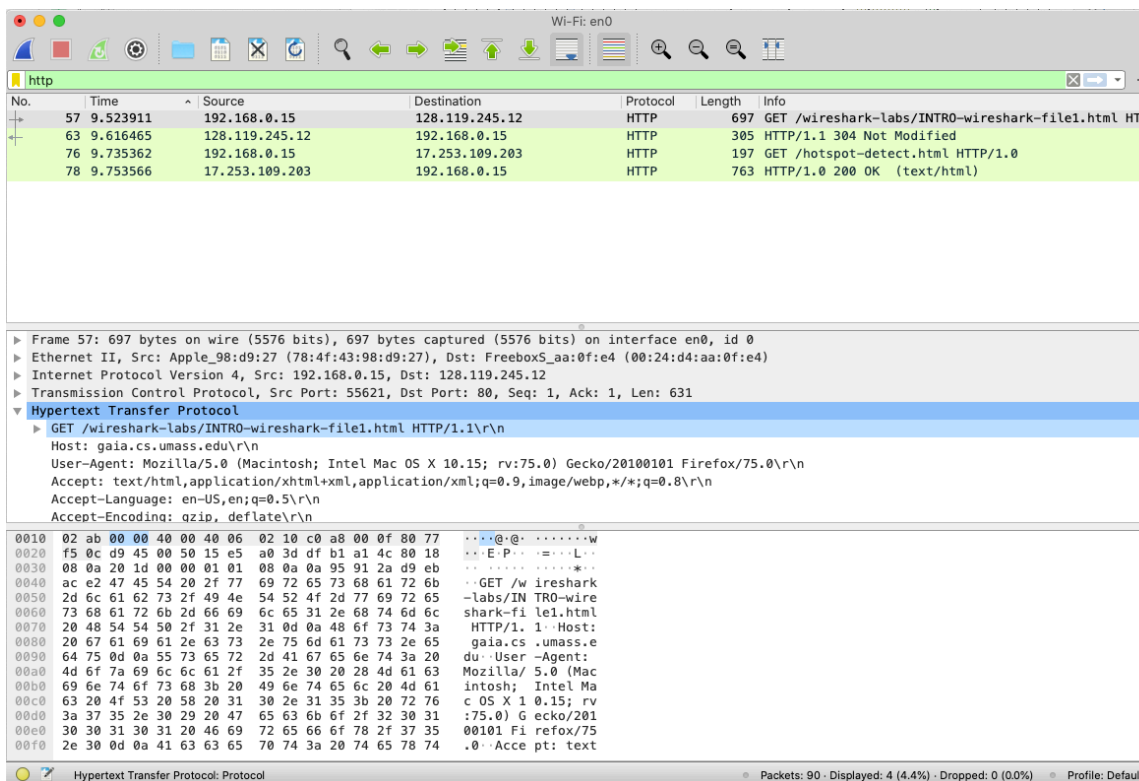 Wi-Fi: en0
http
No. Time Source Destination Protocol Length Info
57 9.523911 192.168.0.15 128.119.245.12 HTTP 697 GET /wireshark-labs/INTRO-wireshark-file1.html HT
63 9.616465 128.119.245.12 192.168.0.15 HTTP 305 HTTP/1.1 304 Not Modified
76 9.735362 192.168.0.15 17.253.109.203 HTTP 197 GET /hotspot-detect.html HTTP/1.0
78 9.753566 17.253.109.203 192.168.0.15 HTTP 763 HTTP/1.0 200 OK (text/html)
Frame 57: 697 bytes on wire (5576 bits), 697 bytes captured (5576 bits) on interface en0, id 0
Ethernet II, Src: Apple_98:d9:27 (78:4f:43:98:d9:27), Dst: FreeboxS_aa:0f:e4 (00:24:d4:aa:0f:e4)
Internet Protocol Version 4, Src: 192.168.0.15, Dst: 128.119.245.12
Transmission Control Protocol, Src Port: 55621, Dst Port: 80, Seq: 1, Ack: 1, Len: 631
Hypertext Transfer Protocol
GET /wireshark-labs/INTRO-wireshark-file1.html HTTP/1.1\r\n
Host: gaia.cs.umass.edu\r\n
User-Agent: Mozilla/5.0 (Macintosh; Intel Mac OS X 10.15; rv:75.0) Gecko/20100101 Firefox/75.0\r\n
Accept: text/html,application/xhtml+xml,application/xml;q=0.9,image/webp,*/*;q=0.8\r\n
Accept-Language: en-US,en;q=0.5\r\n
Accept-Encoding: gzip, deflate\r\n
0010 02 ab 00 00 40 00 40 06 02 10 c0 a8 00 0f 80 77 ····@·@· ·······w
0020 f5 0c d9 45 00 50 15 e5 a0 3d df b1 a1 4c 80 18 ···E·P·· ·=···L··
0030 08 0a 20 1d 00 00 01 01 08 0a 0a 95 91 2a d9 eb ·· ····· ·····*··
0040 ac e2 47 45 54 20 2f 77 69 72 65 73 68 61 72 6b ··GET /w ireshark
0050 2d 6c 61 62 73 2f 49 4e 54 52 4f 2d 77 69 72 65 -labs/IN TRO-wire
0060 73 68 61 72 6b 2d 66 69 6c 65 31 2e 68 74 6d 6c shark-fi le1.html
0070 20 48 54 54 50 2f 31 2e 31 0d 0a 48 6f 73 74 3a HTTP/1. 1··Host:
0080 20 67 61 69 61 2e 63 73 2e 75 6d 61 73 73 2e 65 gaia.cs .umass.e
0090 64 75 0d 0a 55 73 65 72 2d 41 67 65 6e 74 3a 20 du··User -Agent:
00a0 4d 6f 7a 69 6c 6c 61 2f 35 2e 30 20 28 4d 61 63 Mozilla/ 5.0 (Mac
00b0 69 6e 74 6f 73 68 3b 20 49 6e 74 65 6c 20 4d 61 intosh; Intel Ma
00c0 63 20 4f 53 20 58 20 31 30 2e 31 35 3b 20 72 76 c OS X 1 0.15; rv
00d0 3a 37 35 2e 30 29 20 47 65 63 6b 6f 2f 32 30 31 :75.0) G ecko/201
00e0 30 30 31 30 31 20 46 69 72 65 66 6f 78 2f 37 35 00101 Fi refox/75
00f0 2e 30 0d 0a 41 63 63 65 70 74 3a 20 74 65 78 74 .0··Acce pt: text
Hypertext Transfer Protocol: Protocol Packets: 90 · Displayed: 4 (4.4%) · Dropped: 0 (0.0%) Profile: Defaul